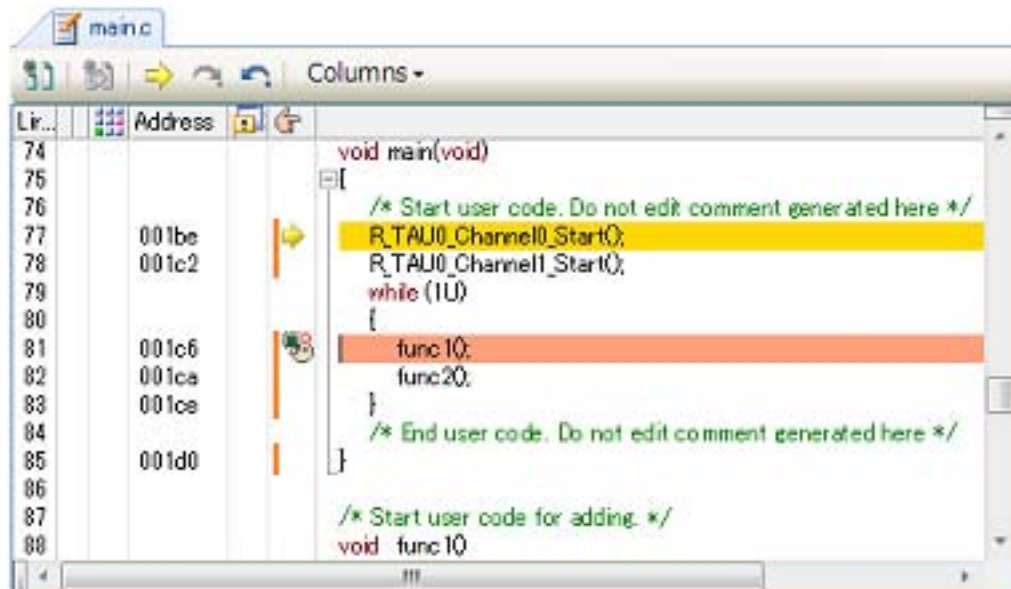 main.c
Columns
Lir... Address
74 void main(void)
75 {
76 /* Start user code. Do not edit comment generated here */
77 001be R_TAU0_Channel0_Start();
78 001c2 R_TAU0_Channel1_Start();
79 while (1U)
80 {
81 001c6 func1();
82 001ca func2();
83 001ce }
84 /* End user code. Do not edit comment generated here */
85 001d0 }
86
87 /* Start user code for adding. */
88 void func1()